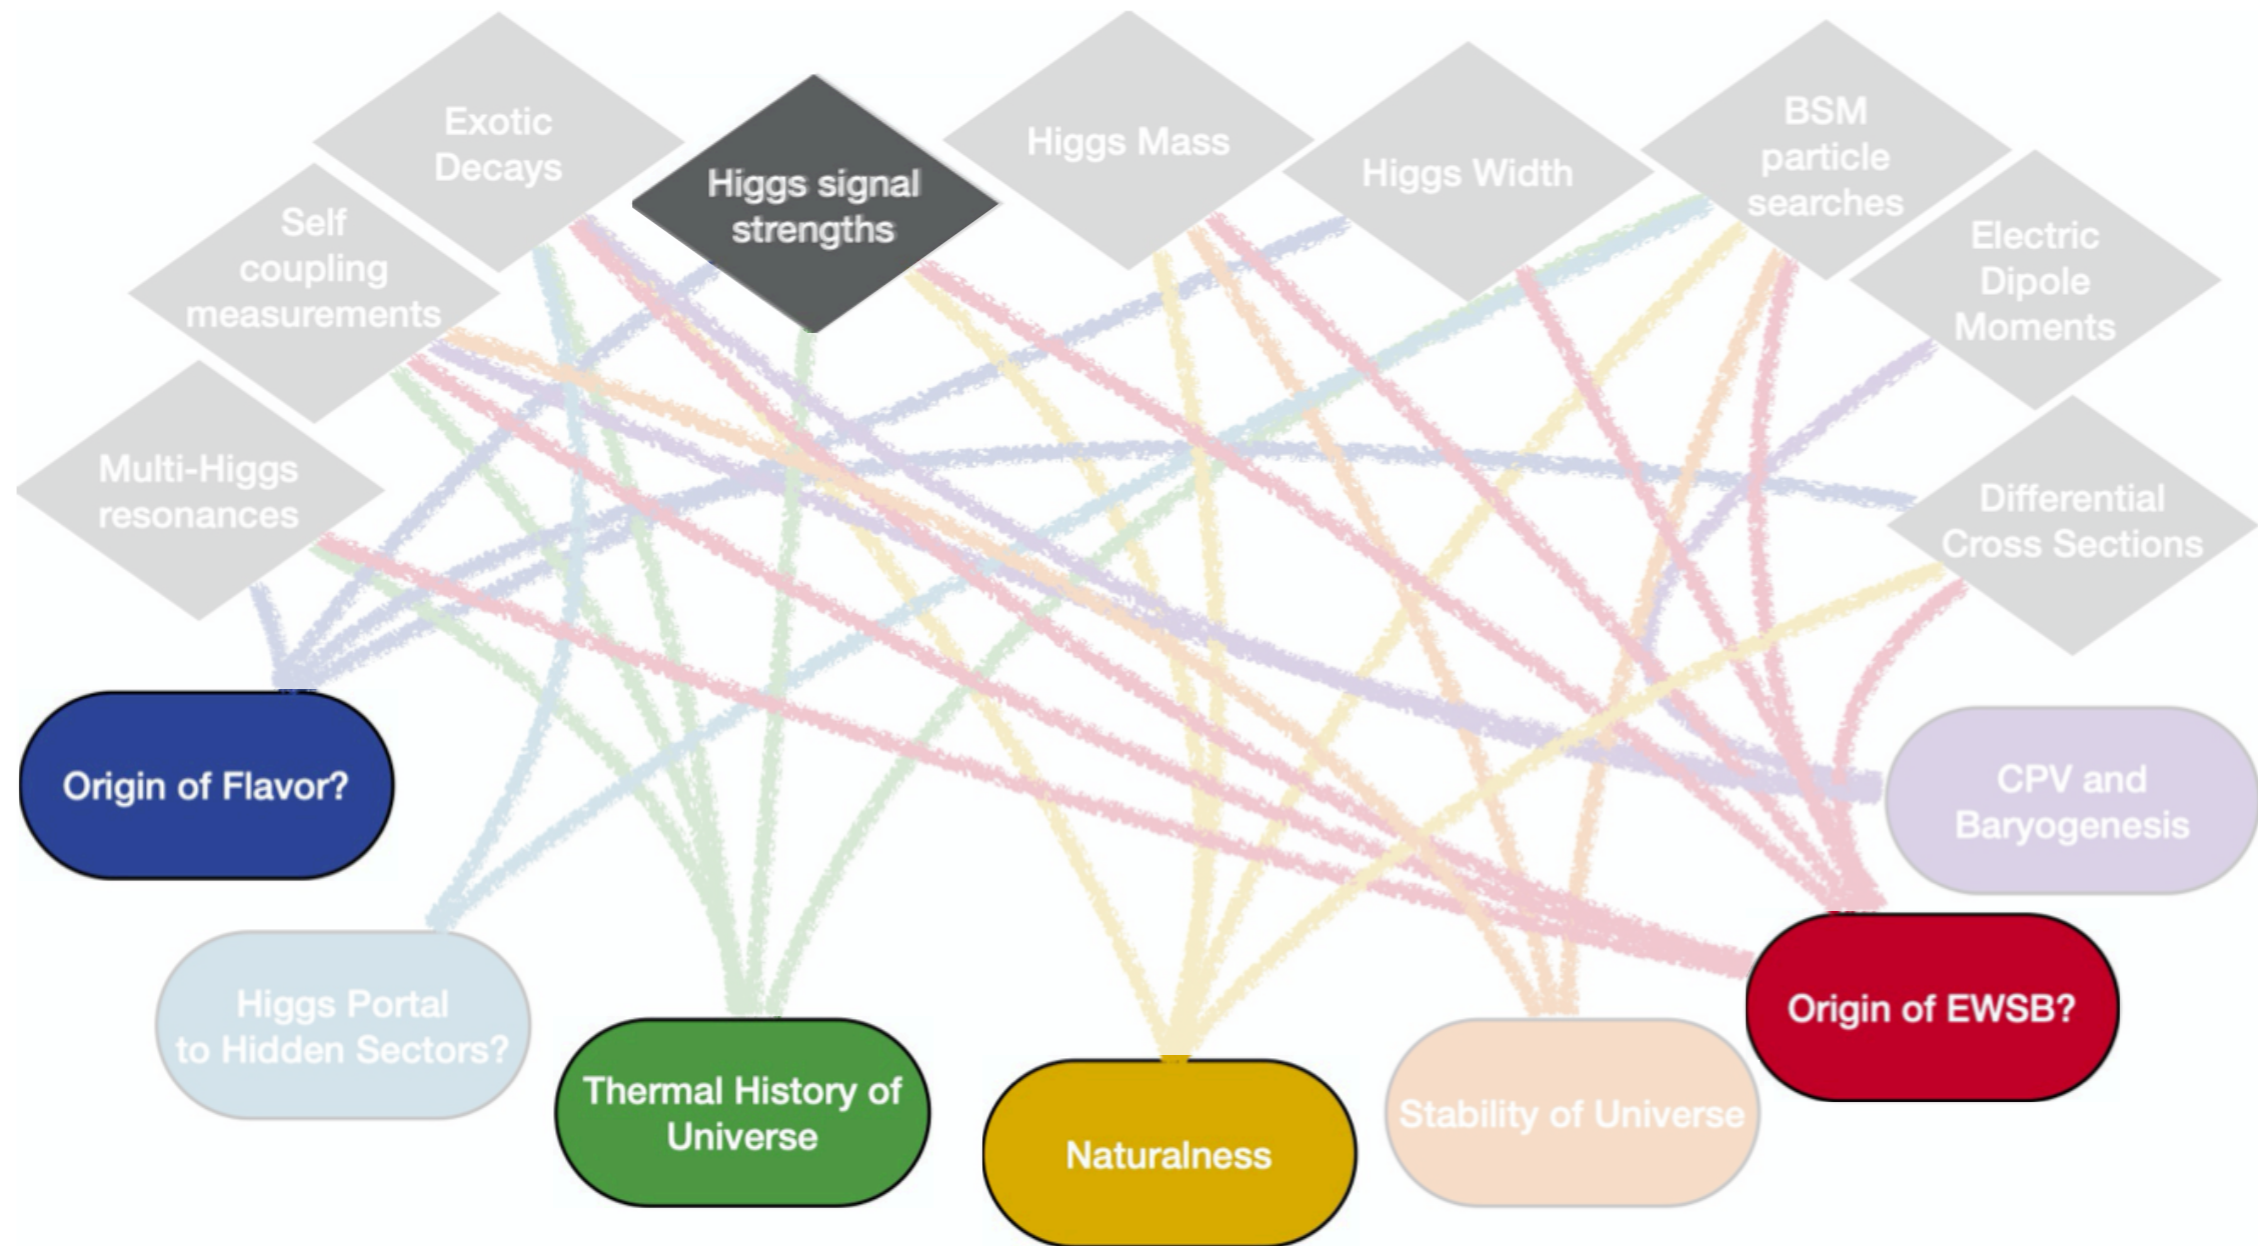 Exotic
Decays
Higgs signal
strengths
Higgs Mass
Higgs Width
BSM
particle
searches
Self
coupling
measurements
Electric
Dipole
Moments
Multi-Higgs
resonances
Differential
Cross Sections
Origin of Flavor?
CPV and
Baryogenesis
Higgs Portal
to Hidden Sectors?
Thermal History of
Universe
Naturalness
Stability of Universe
Origin of EWSB?